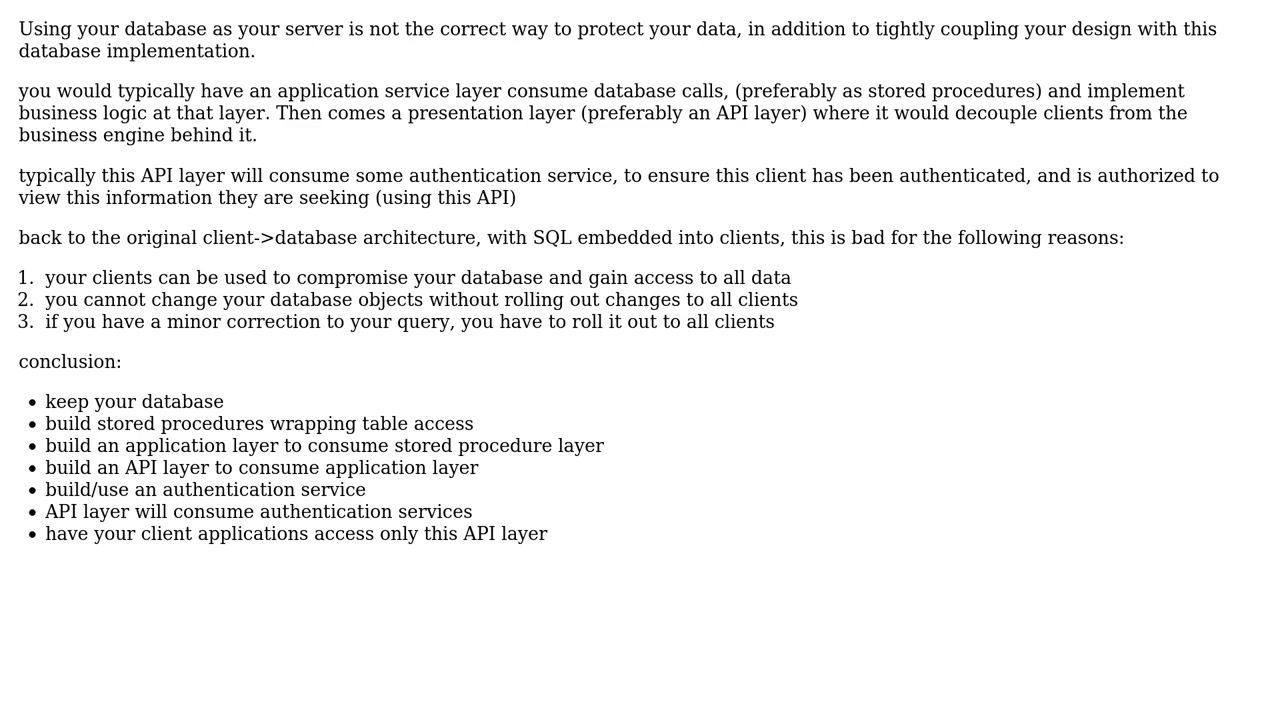 Using your database as your server is not the correct way to protect your data, in addition to tightly coupling your design with this
database implementation.
you would typically have an application service layer consume database calls, (preferably as stored procedures) and implement
business logic at that layer. Then comes a presentation layer (preferably an API layer) where it would decouple clients from the
business engine behind it.
typically this API layer will consume some authentication service, to ensure this client has been authenticated, and is authorized to
view this information they are seeking (using this API)
back to the original client->database architecture, with SQL embedded into clients, this is bad for the following reasons:
1. your clients can be used to compromise your database and gain access to all data
2. you cannot change your database objects without rolling out changes to all clients
3. if you have a minor correction to your query, you have to roll it out to all clients
conclusion:
• keep your database
• build stored procedures wrapping table access
• build an application layer to consume stored procedure layer
• build an API layer to consume application layer
• build/use an authentication service
• API layer will consume authentication services
• have your client applications access only this API layer